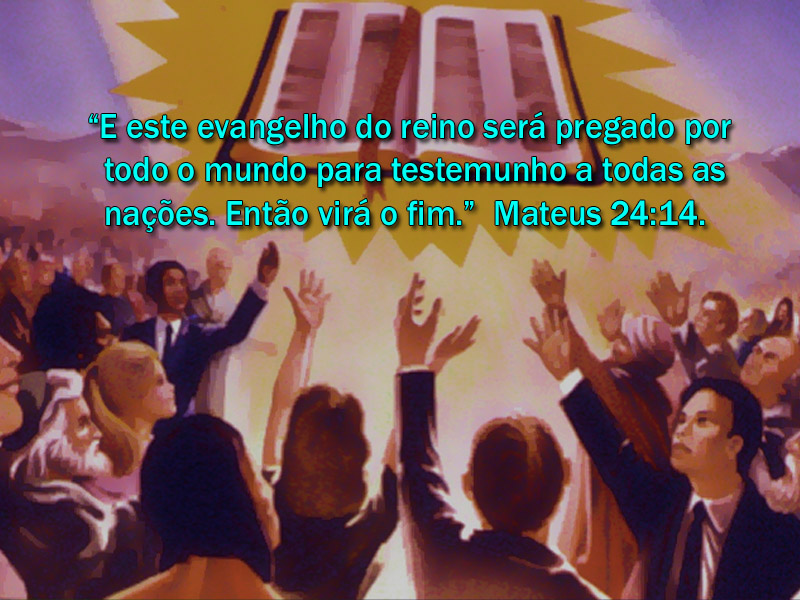 “E este evangelho do reino será pregado por
todo o mundo para testemunho a todas as
nações. Então virá o fim.” Mateus 24:14.